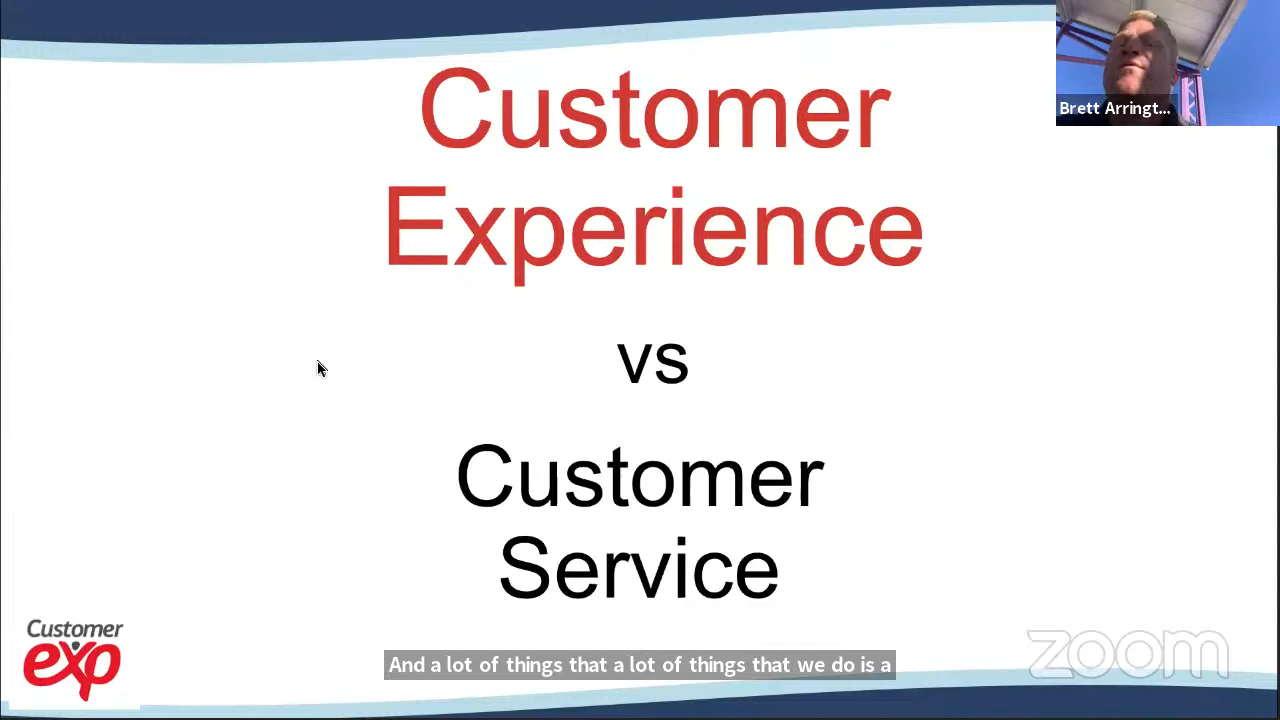 Customer
Experience
vs
Customer
Service
Brett Arringt...
Customer
exp
And a lot of things that a lot of things that we do is a
zoom